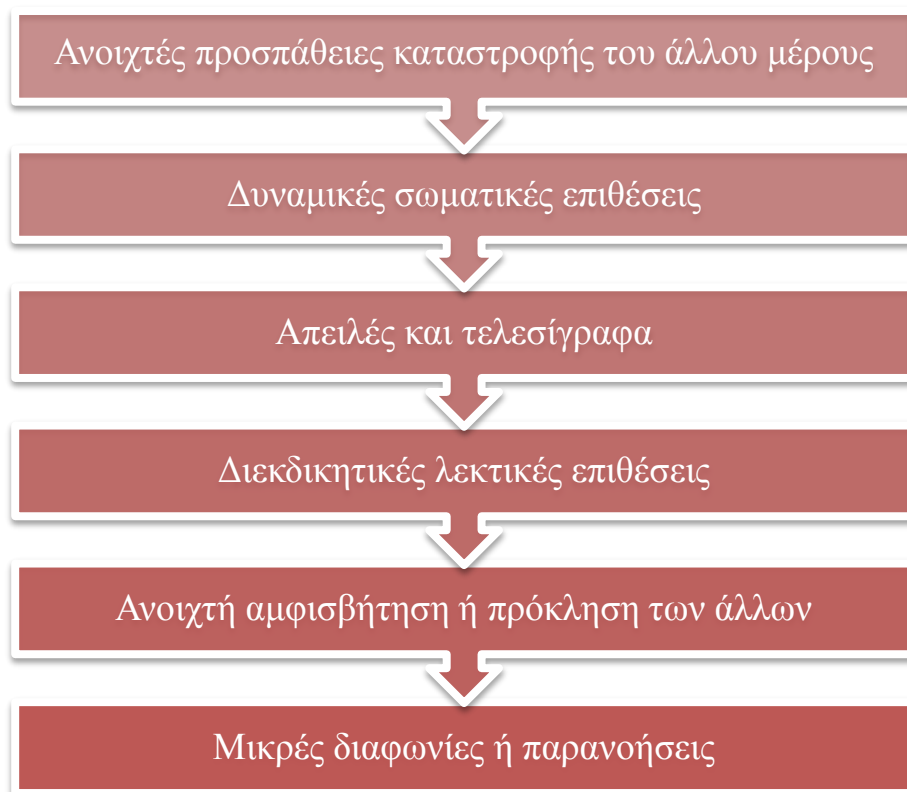 Ανοιχτές προσπάθειες καταστροφής του άλλου μέρους
Δυναμικές σωματικές επιθέσεις
Απειλές και τελεσίγραφα
Διεκδικητικές λεκτικές επιθέσεις
Ανοιχτή αμφισβήτηση ή πρόκληση των άλλων
Μικρές διαφωνίες ή παρανοήσεις